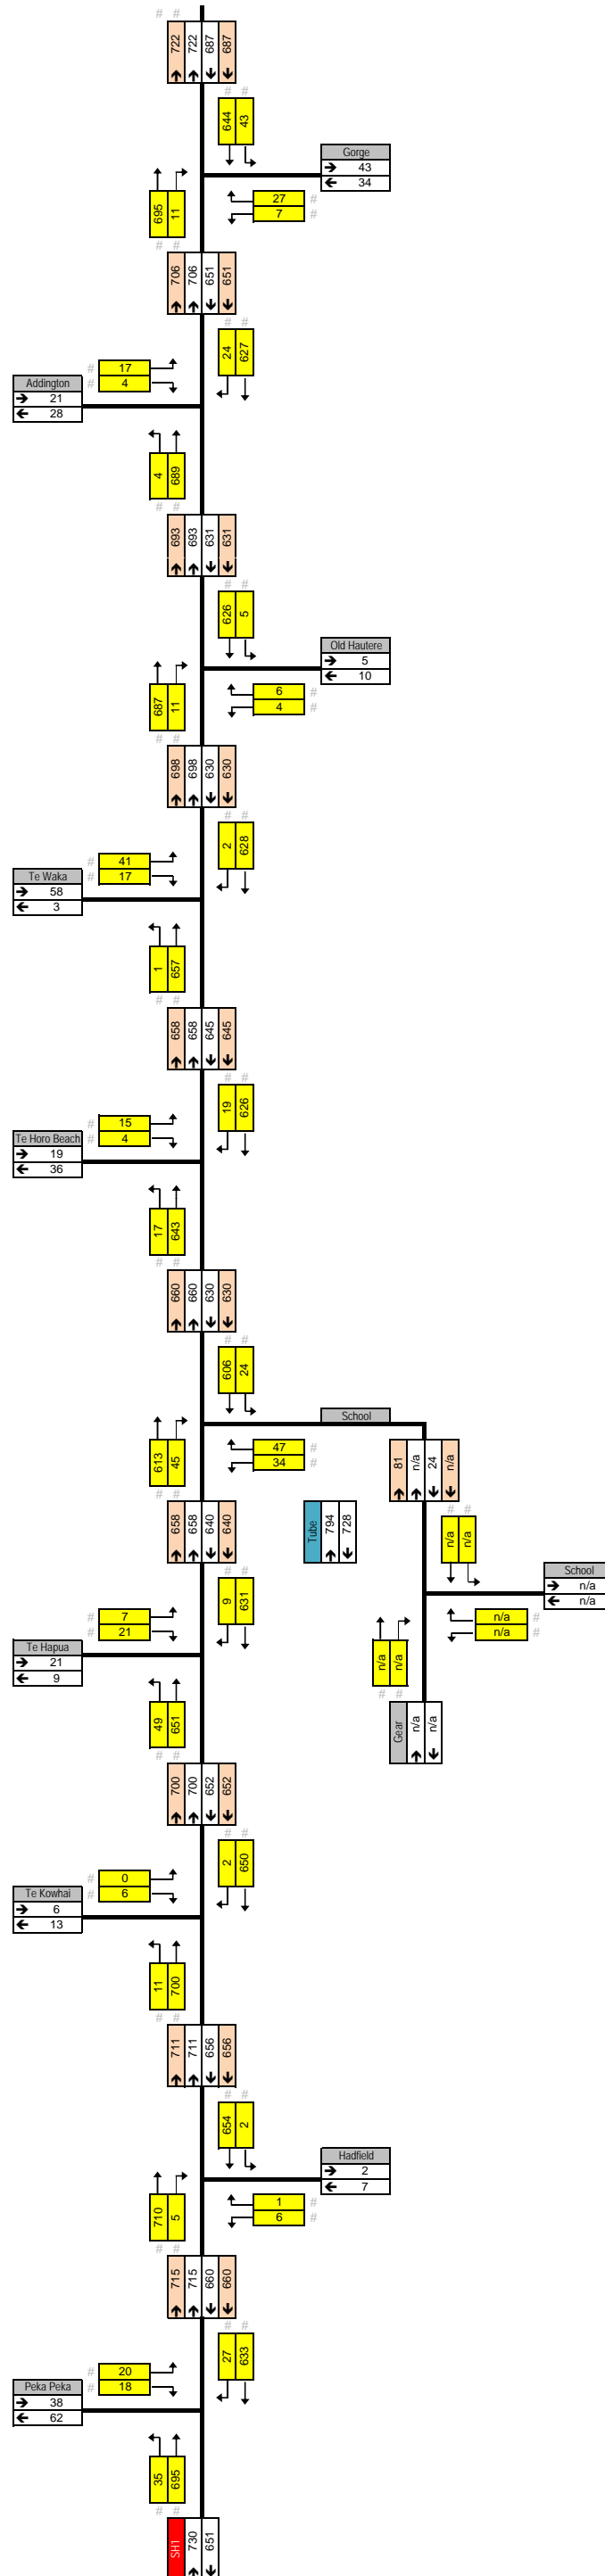 # #
722 722 687 687
# #
644 43
Gorge
→ 43
← 34
695 11
27 #
7 #
# #
706 706 651 651
# #
24 627
# 17
# 4
Addington
→ 21
← 28
4 689
# #
693 693 631 631
# #
626 5
Old Hautere
→ 5
← 10
687 11
6 #
4 #
# #
698 698 630 630
# #
2 628
# 41
# 17
Te Waka
→ 58
← 3
1 657
# #
658 658 645 645
# #
19 626
# 15
# 4
Te Horo Beach
→ 19
← 36
17 643
# #
660 660 630 630
# #
606 24
School
613 45
47 #
34 #
81 n/a 24 n/a
# #
658 658 640 640
Tube 794 728
# #
n/a n/a
School
→ n/a
← n/a
# #
9 631
# 7
# 21
n/a #
n/a #
Te Hapua
→ 21
← 9
n/a n/a
# #
49 651
# #
Gear n/a n/a
700 700 652 652
# #
2 650
# 0
# 6
Te Kowhai
→ 6
← 13
11 700
# #
711 711 656 656
# #
654 2
Hadfield
→ 2
← 7
710 5
1 #
6 #
# #
715 715 660 660
# #
27 633
# 20
# 18
Peka Peka
→ 38
← 62
35 695
# #
SH1 730 651